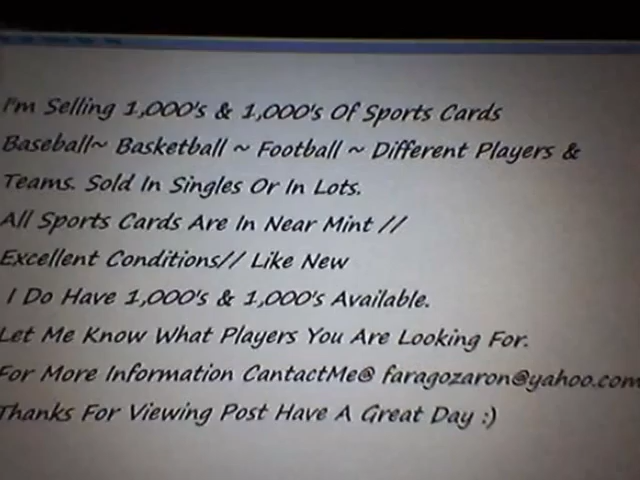 I'm Selling 1,000's & 1,000's Of Sports Cards
Baseball~ Basketball ~ Football ~ Different Players &
Teams. Sold In Singles Or In Lots.
All Sports Cards Are In Near Mint //
Excellent Conditions// Like New
I Do Have 1,000's & 1,000's Available.
Let Me Know What Players You Are Looking For.
For More Information CantactMe@ faragozaron@yahoo.com
Thanks For Viewing Post Have A Great Day :)